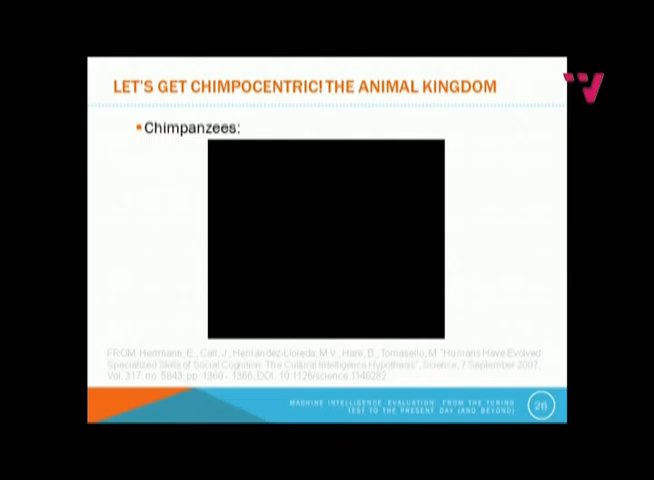 LET'S GET CHIMPOCENTRIC! THE ANIMAL KINGDOM
Chimpanzees:
FROM: Herrmann, E., Call, J., Hernandez-Lloreda, M.V., Hare, B., Tomasello, M. "Humans Have Evolved
Specialised Skills of Social Cognition: The Cultural Intelligence Hypothesis", Science, 7 September 2007,
Vol. 317, no. 5843, pp. 1360 - 1366, DOI: 10.1126/science.1146282
MACHINE INTELLIGENCE EVALUATION: FROM THE TURING
TEST TO THE PRESENT DAY (AND BEYOND)
26